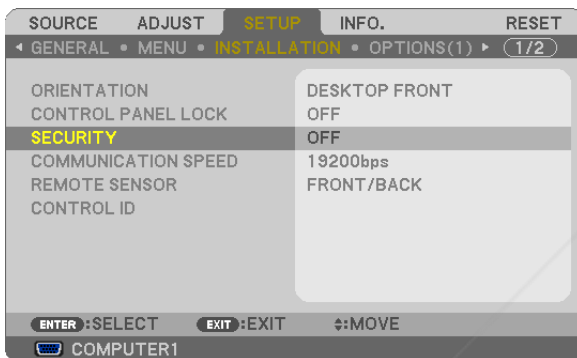 SOURCE ADJUST SETUP INFO. RESET
◀ GENERAL • MENU • INSTALLATION • OPTIONS(1) ▶ 1/2
ORIENTATION DESKTOP FRONT
CONTROL PANEL LOCK OFF
SECURITY OFF
COMMUNICATION SPEED 19200bps
REMOTE SENSOR FRONT/BACK
CONTROL ID
ENTER :SELECT EXIT :EXIT ⬍:MOVE
COMPUTER1